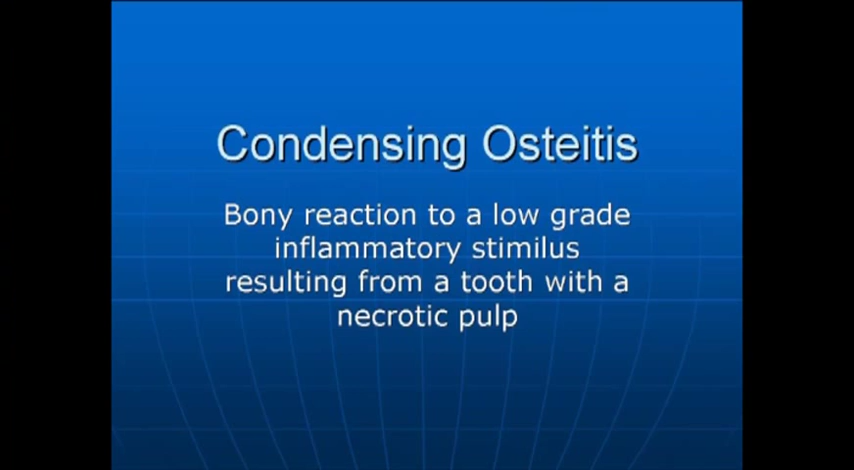 Condensing Osteitis
Bony reaction to a low grade
inflammatory stimilus
resulting from a tooth with a
necrotic pulp